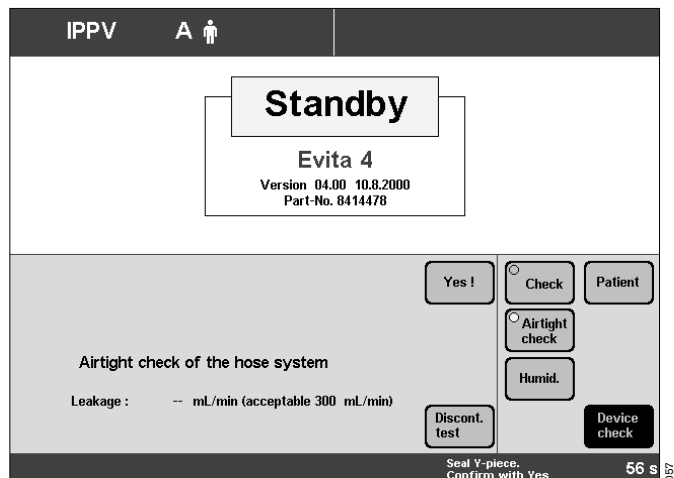 IPPV A
Standby
Evita 4
Version 04.00 10.8.2000
Part-No. 8414478
Yes !
Check
Patient
Airtight
check
Airtight check of the hose system
Humid.
Leakage : -- mL/min (acceptable 300 mL/min)
Discont.
test
Device
check
Seal Y-piece.
Confirm with Yes
56 s
057